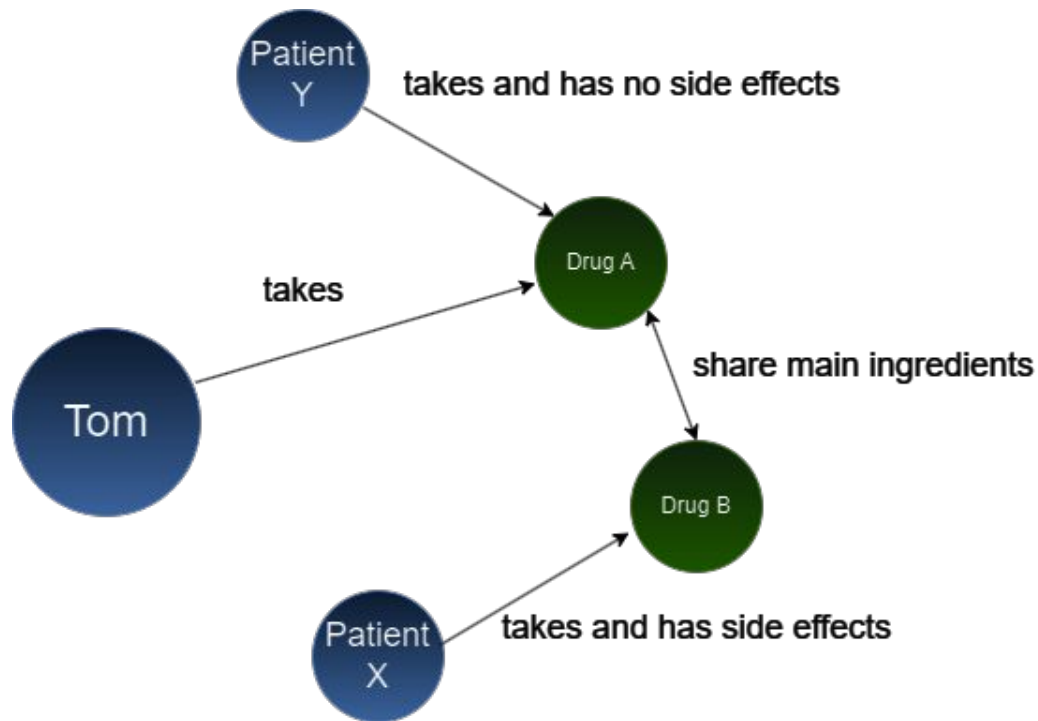 Patient
Y
takes and has no side effects
Drug A
takes
share main ingredients
Tom
Drug B
takes and has side effects
Patient
X